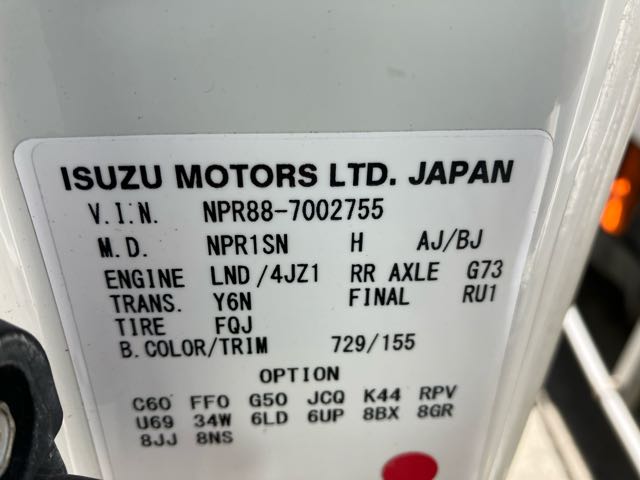 ISUZU MOTORS LTD. JAPAN
V.I.N. NPR88-7002755
M.D. NPR1SN H AJ/BJ
ENGINE LND/4JZ1 RR AXLE G73
TRANS. Y6N FINAL RU1
TIRE FQJ
B.COLOR/TRIM 729/155
OPTION
C60 FF0 G50 JCQ K44 RPV
U69 34W 6LD 6UP 8BX 8GR
8JJ 8NS